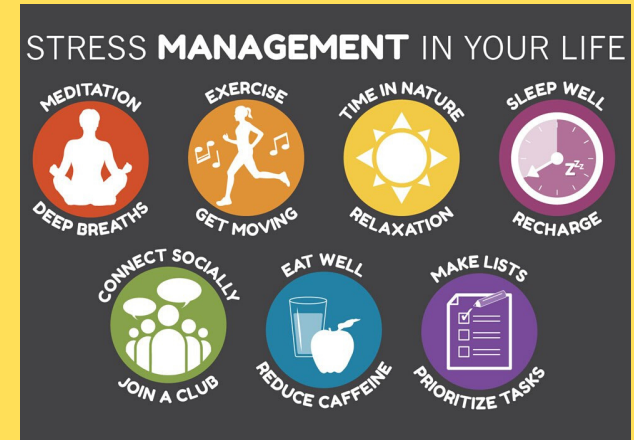 STRESS MANAGEMENT IN YOUR LIFE
MEDITATION
DEEP BREATHS
EXERCISE
GET MOVING
TIME IN NATURE
RELAXATION
SLEEP WELL
ZZZ
RECHARGE
CONNECT SOCIALLY
JOIN A CLUB
EAT WELL
REDUCE CAFFEINE
MAKE LISTS
PRIORITIZE TASKS